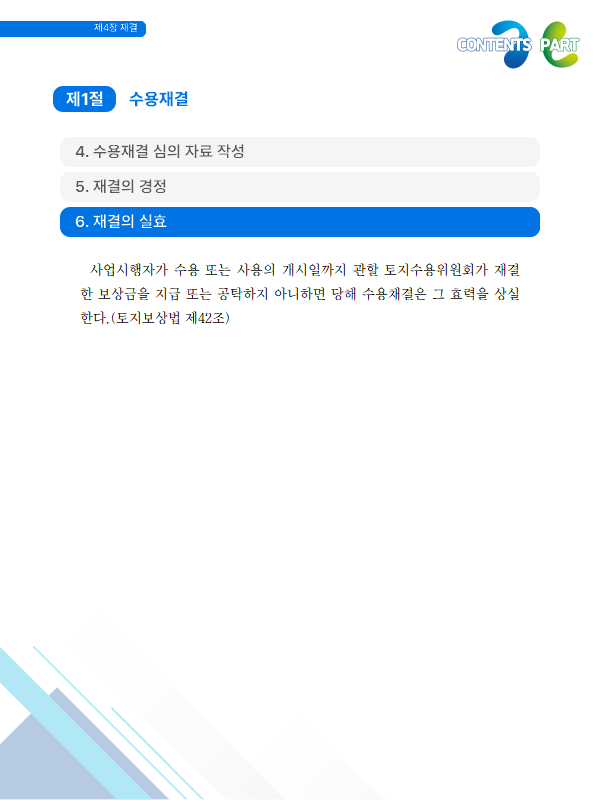 제4장 재결
CONTENTS PART
제1절 수용재결
4. 수용재결 심의 자료 작성
5. 재결의 경정
6. 재결의 실효
사업시행자가 수용 또는 사용의 개시일까지 관할 토지수용위원회가 재결
한 보상금을 지급 또는 공탁하지 아니하면 당해 수용채결은 그 효력을 상실
한다.(토지보상법 제42조)